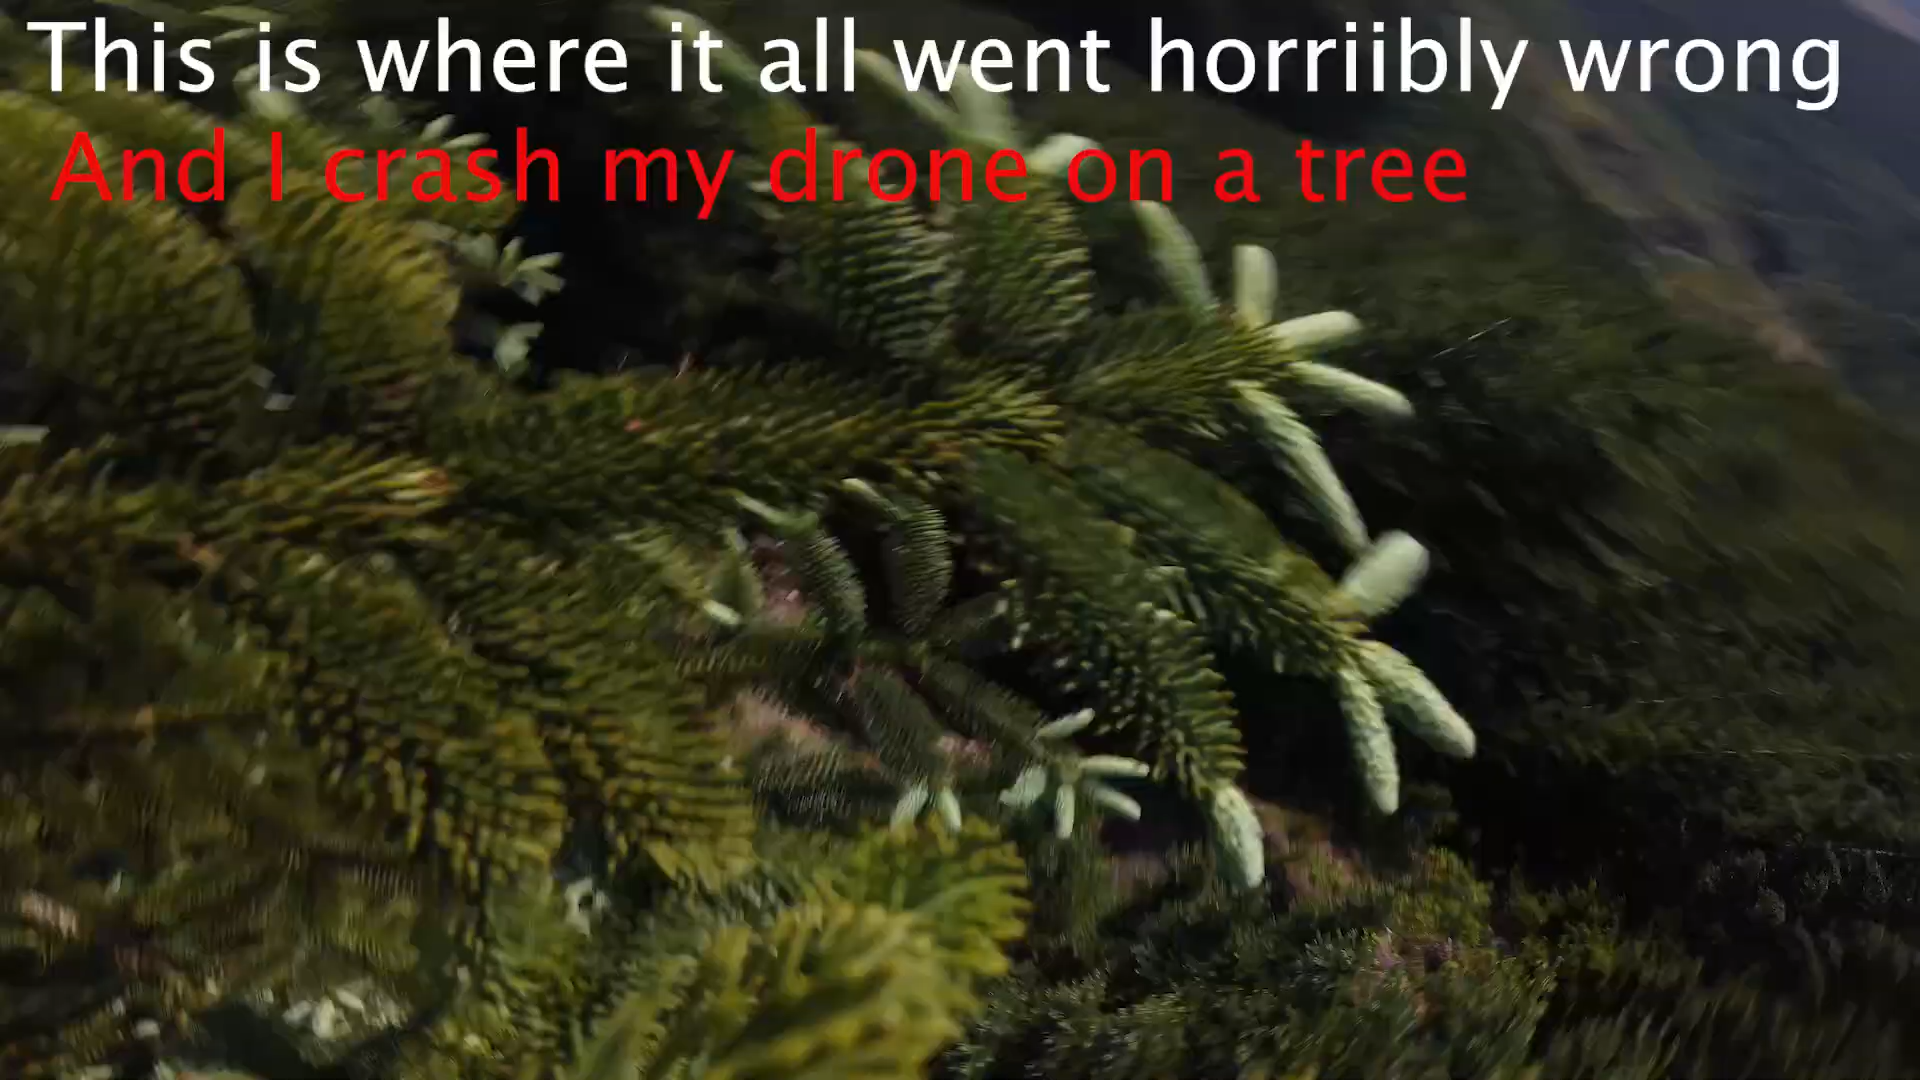 This is where it all went horriibly wrong
And I crash my drone on a tree